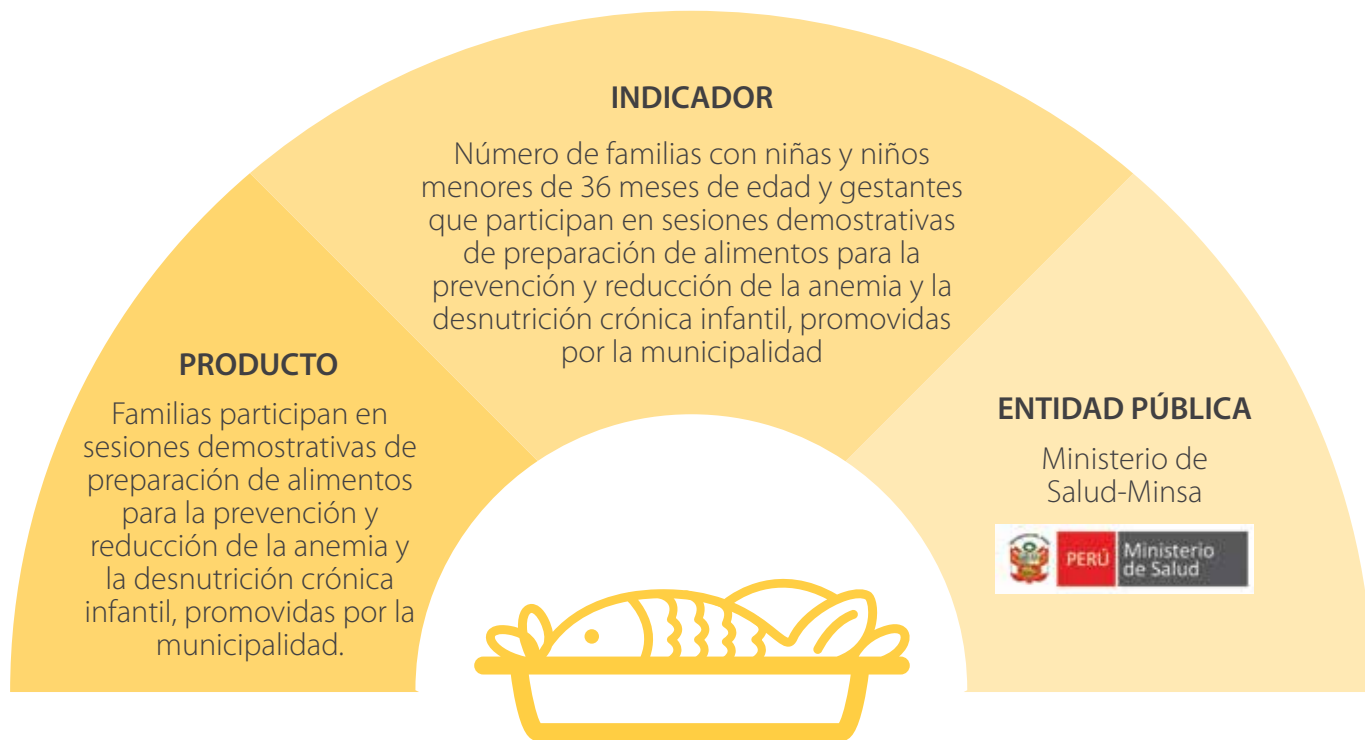 PRODUCTO
Familias participan en
sesiones demostrativas de
preparación de alimentos
para la prevención y
reducción de la anemia y
la desnutrición crónica
infantil, promovidas por la
municipalidad.
INDICADOR
Número de familias con niñas y niños
menores de 36 meses de edad y gestantes
que participan en sesiones demostrativas
de preparación de alimentos para la
prevención y reducción de la anemia y la
desnutrición crónica infantil, promovidas
por la municipalidad
ENTIDAD PÚBLICA
Ministerio de
Salud-Minsa
PERÚ
Ministerio
de Salud